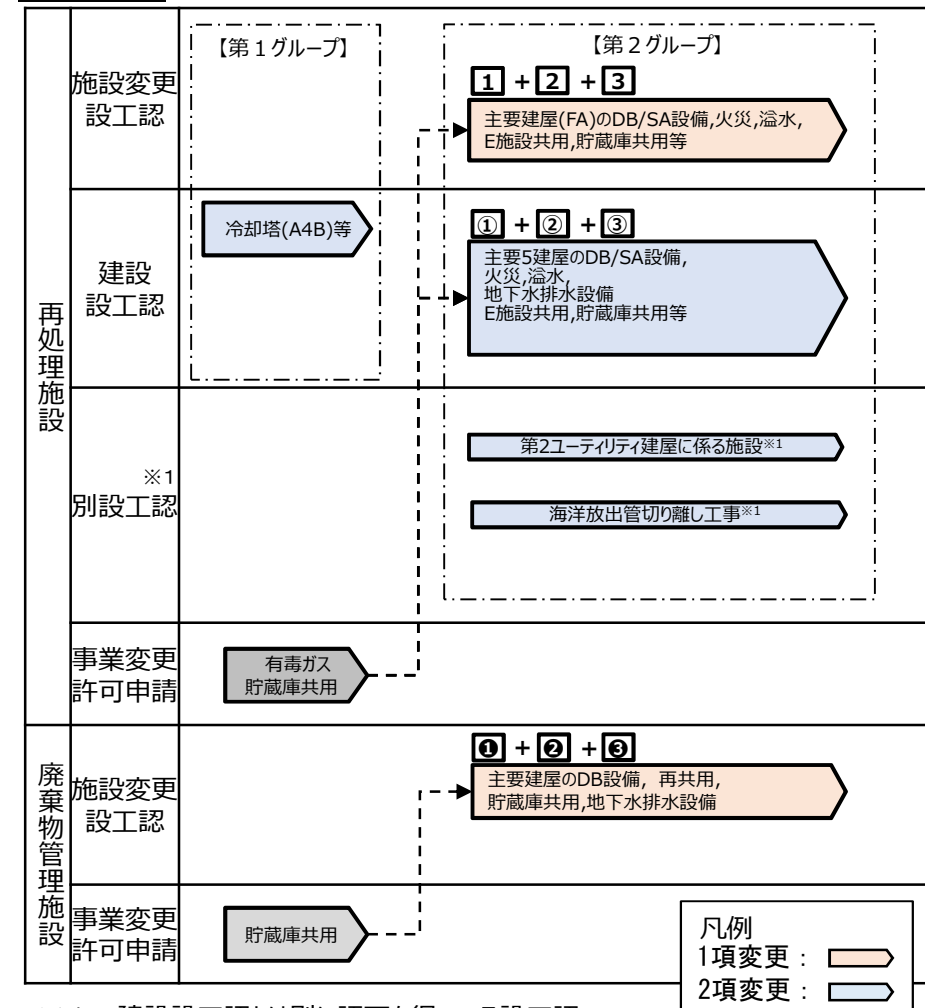 再処理施設
施設変更
設工認
【第１グループ】
【第２グループ】
1 + 2 + 3
主要建屋(FA)のDB/SA設備,火災,溢水,
E施設共用,貯蔵庫共用等
建設
設工認
冷却塔(A4B)等
① + ② + ③
主要5建屋のDB/SA設備,
火災,溢水,
地下水排水設備
E施設共用,貯蔵庫共用等
※1
別設工認
第2ユーティリティ建屋に係る施設※1
海洋放出管切り離し工事※1
事業変更
許可申請
有毒ガス
貯蔵庫共用
廃棄物管理施設
施設変更
設工認
❶ + ❷ + ❸
主要建屋のDB設備，再共用，
貯蔵庫共用,地下水排水設備
事業変更
許可申請
貯蔵庫共用
凡例
1項変更：
2項変更：